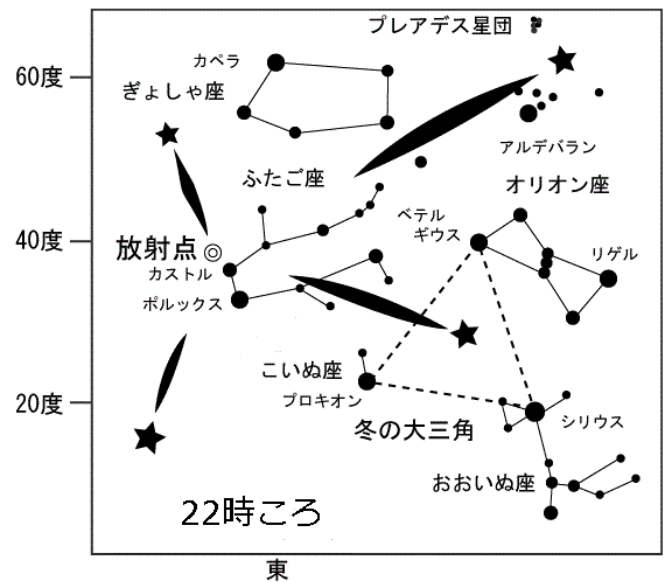 プレアデス星団
カペラ
60度
ぎょしゃ座
アルデバラン
ふたご座
オリオン座
ベテル
ギウス
40度
放射点
リゲル
カストル
ポルックス
こいぬ座
プロキオン
20度
冬の大三角
シリウス
おおいぬ座
22時ころ
東